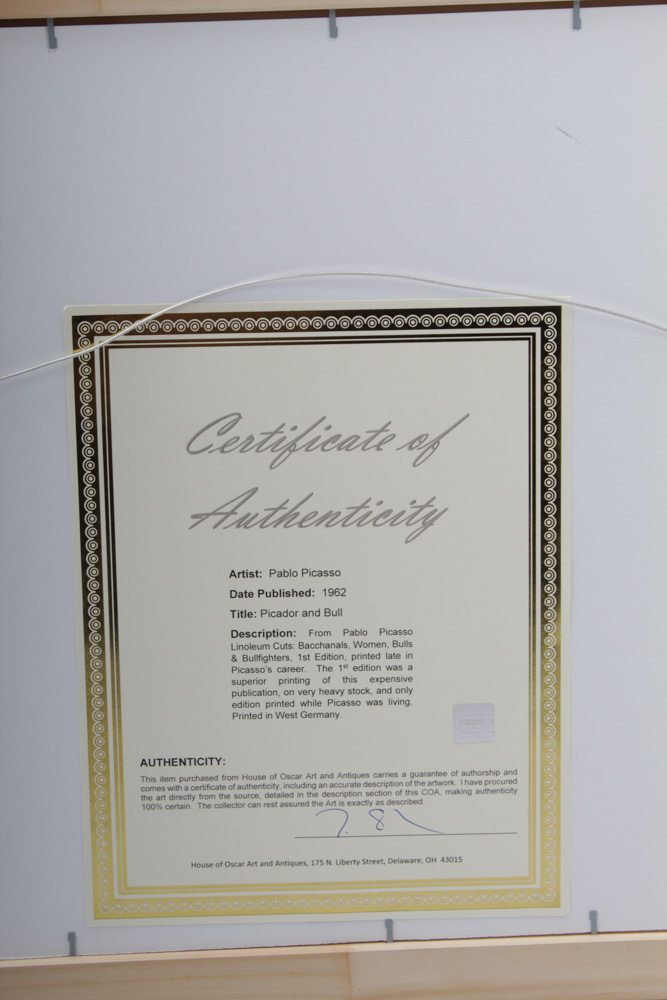 Certificate of
Authenticity
Artist: Pablo Picasso
Date Published: 1962
Title: Picador and Bull
Description: From Pablo Picasso
Linoleum Cuts: Bacchanals, Women, Bulls
& Bullfighters, 1st Edition, printed late in
Picasso's career. The 1st edition was a
superior printing of this expensive
publication, on very heavy stock, and only
edition printed while Picasso was living.
Printed in West Germany.
AUTHENTICITY:
This item purchased from House of Oscar Art and Antiques carries a guarantee of authorship and
comes with a certificate of authenticity, including an accurate description of the artwork. I have procured
the art directly from the source, detailed in the description section of this COA, making authenticity
100% certain. The collector can rest assured the Art is exactly as described.
House of Oscar Art and Antiques, 175 N. Liberty Street, Delaware, OH 43015